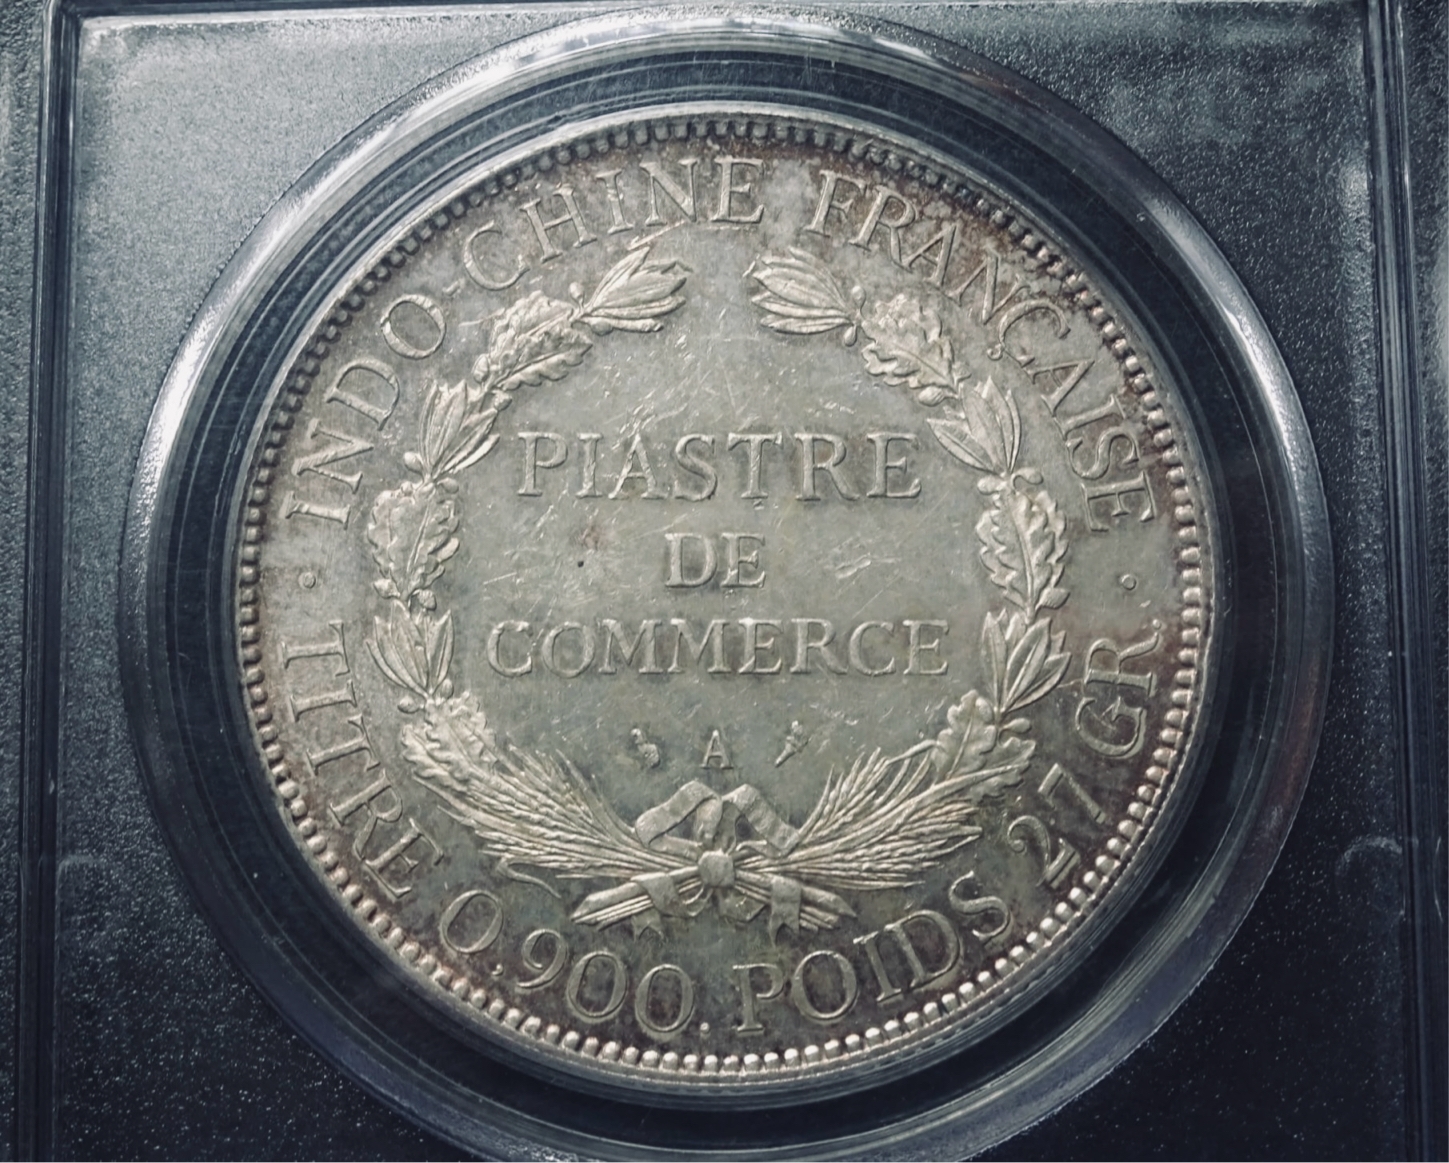 INDO-CHINE FRANÇAISE
PIASTRE
DE
COMMERCE
A
TITRE 0,900. POIDS 27 GR.